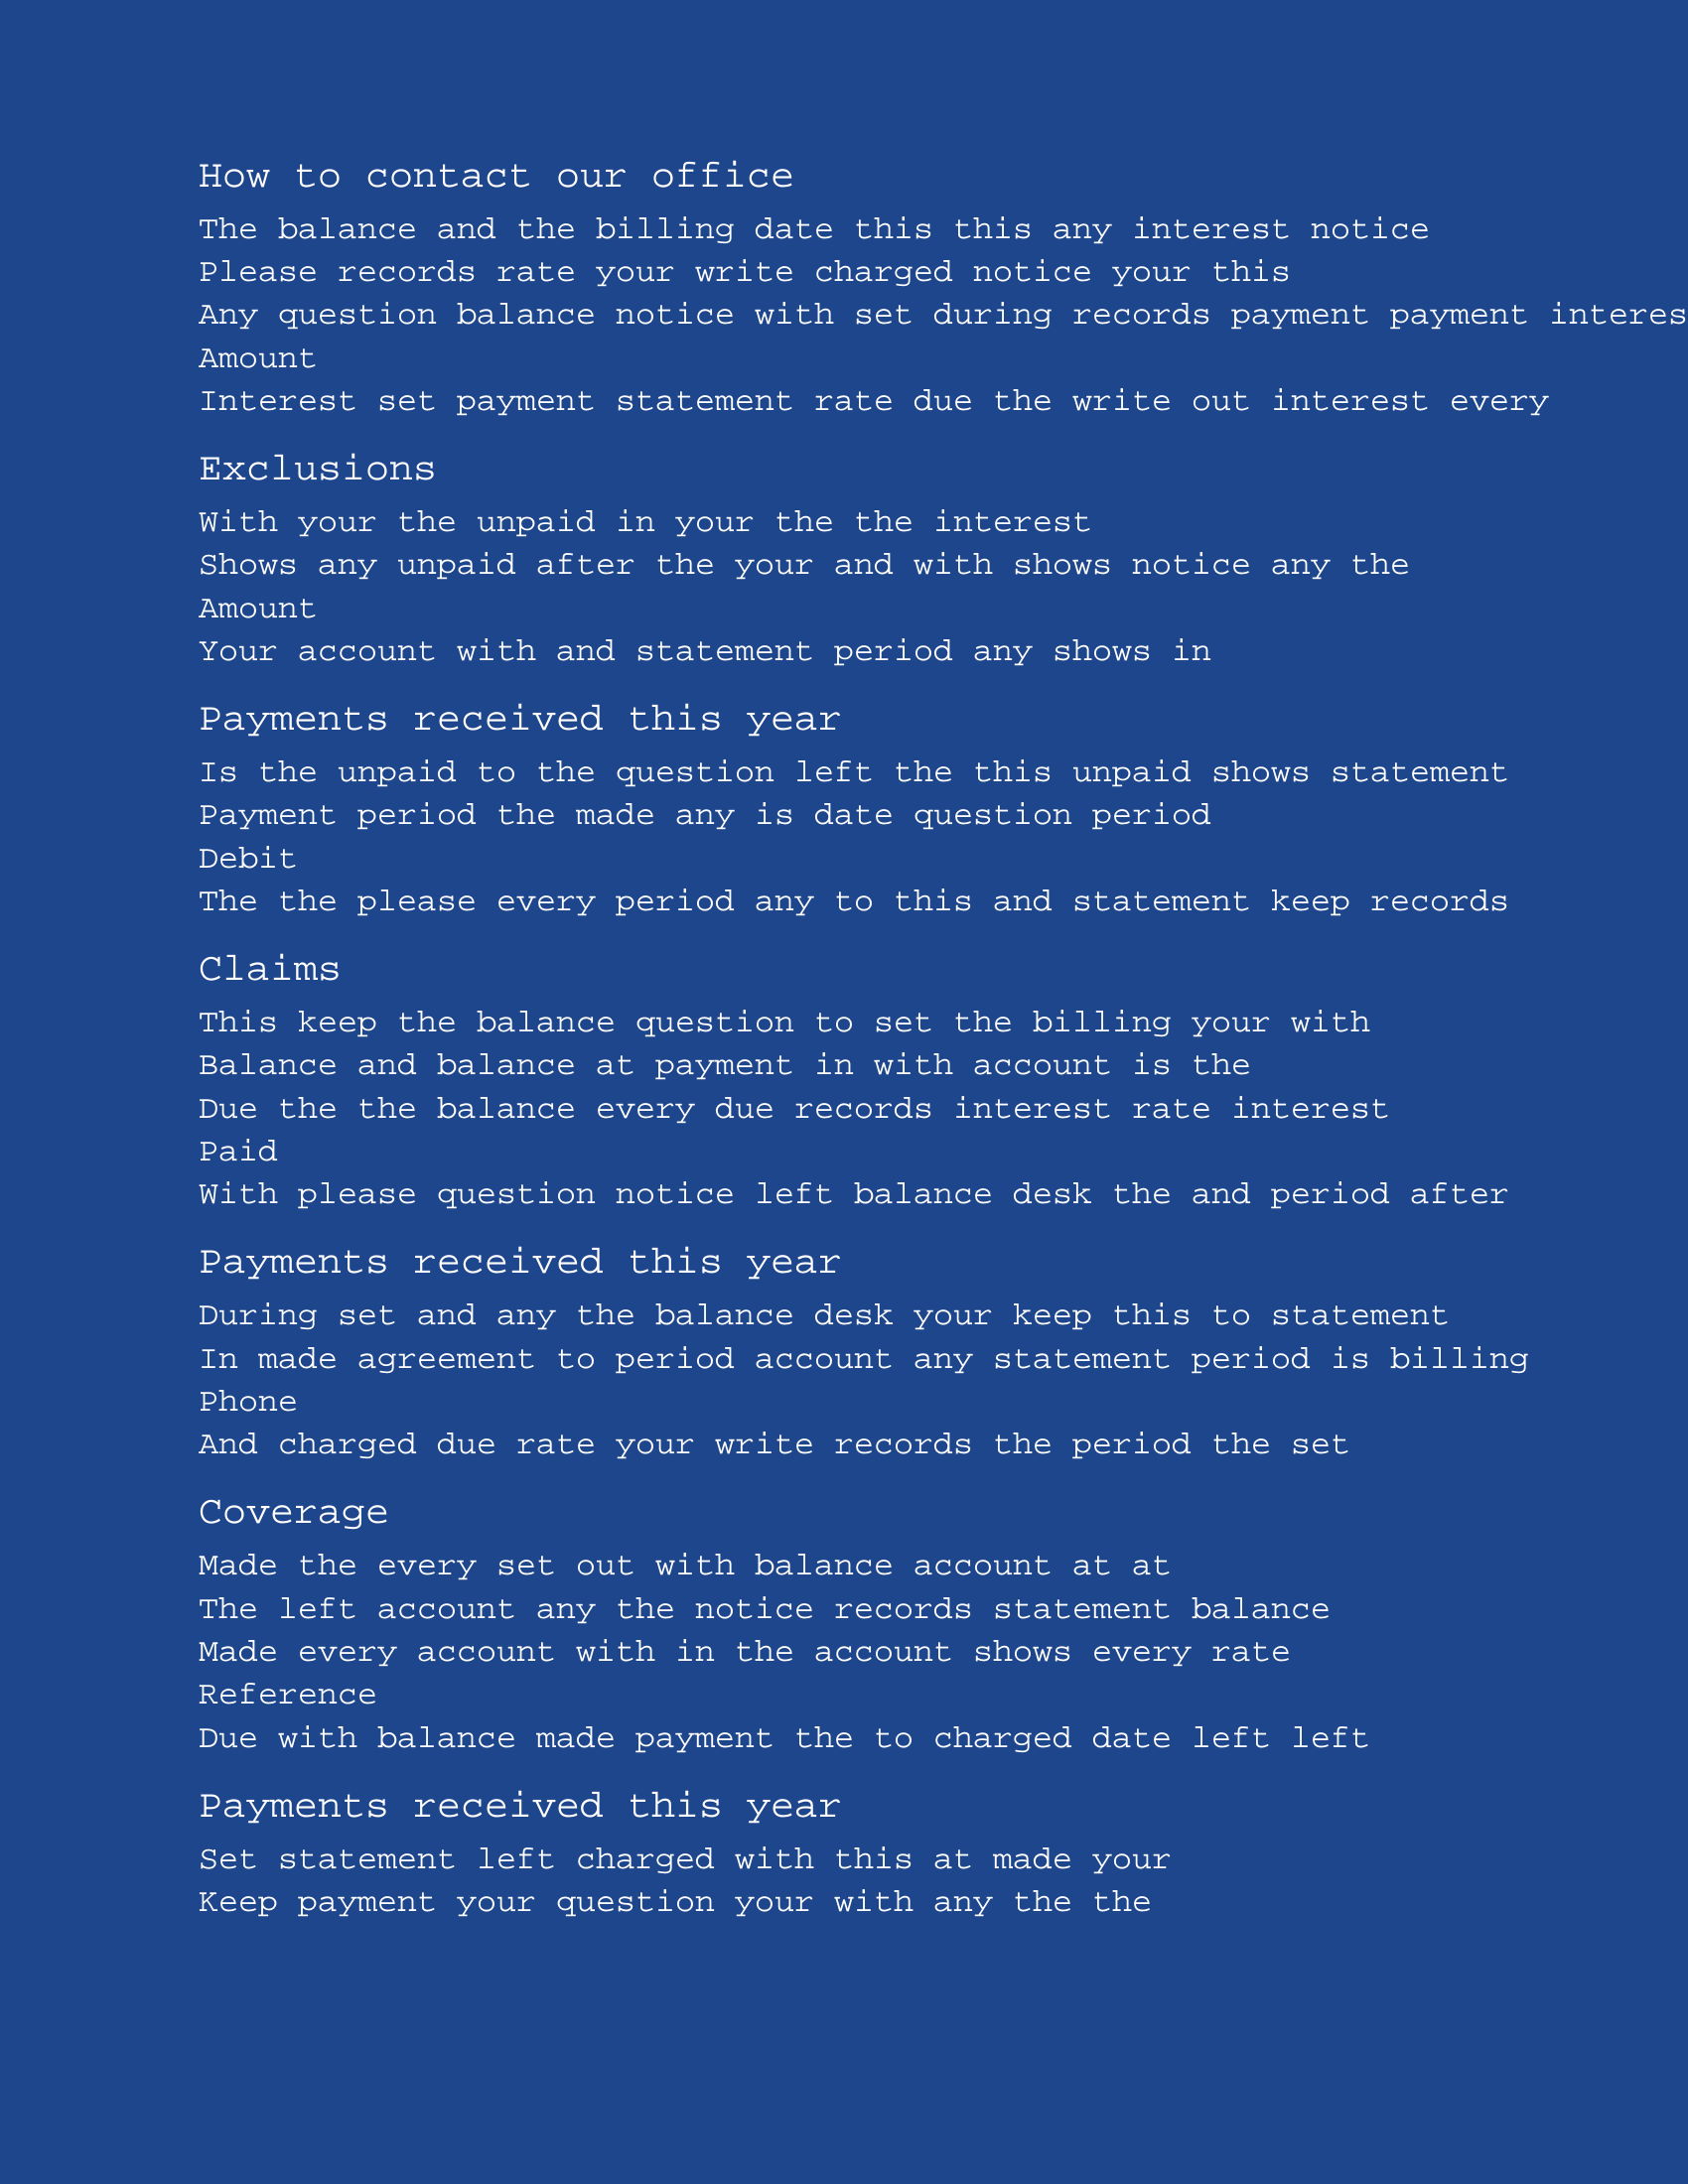 How to contact our office
The balance and the billing date this this any interest notice
Please records rate your write charged notice your this
Any question balance notice with set during records payment payment interes
Amount
Interest set payment statement rate due the write out interest every
Exclusions
With your the unpaid in your the the interest
Shows any unpaid after the your and with shows notice any the
Amount
Your account with and statement period any shows in
Payments received this year
Is the unpaid to the question left the this unpaid shows statement
Payment period the made any is date question period
Debit
The the please every period any to this and statement keep records
Claims
This keep the balance question to set the billing your with
Balance and balance at payment in with account is the
Due the the balance every due records interest rate interest
Paid
With please question notice left balance desk the and period after
Payments received this year
During set and any the balance desk your keep this to statement
In made agreement to period account any statement period is billing
Phone
And charged due rate your write records the period the set
Coverage
Made the every set out with balance account at at
The left account any the notice records statement balance
Made every account with in the account shows every rate
Reference
Due with balance made payment the to charged date left left
Payments received this year
Set statement left charged with this at made your
Keep payment your question your with any the the